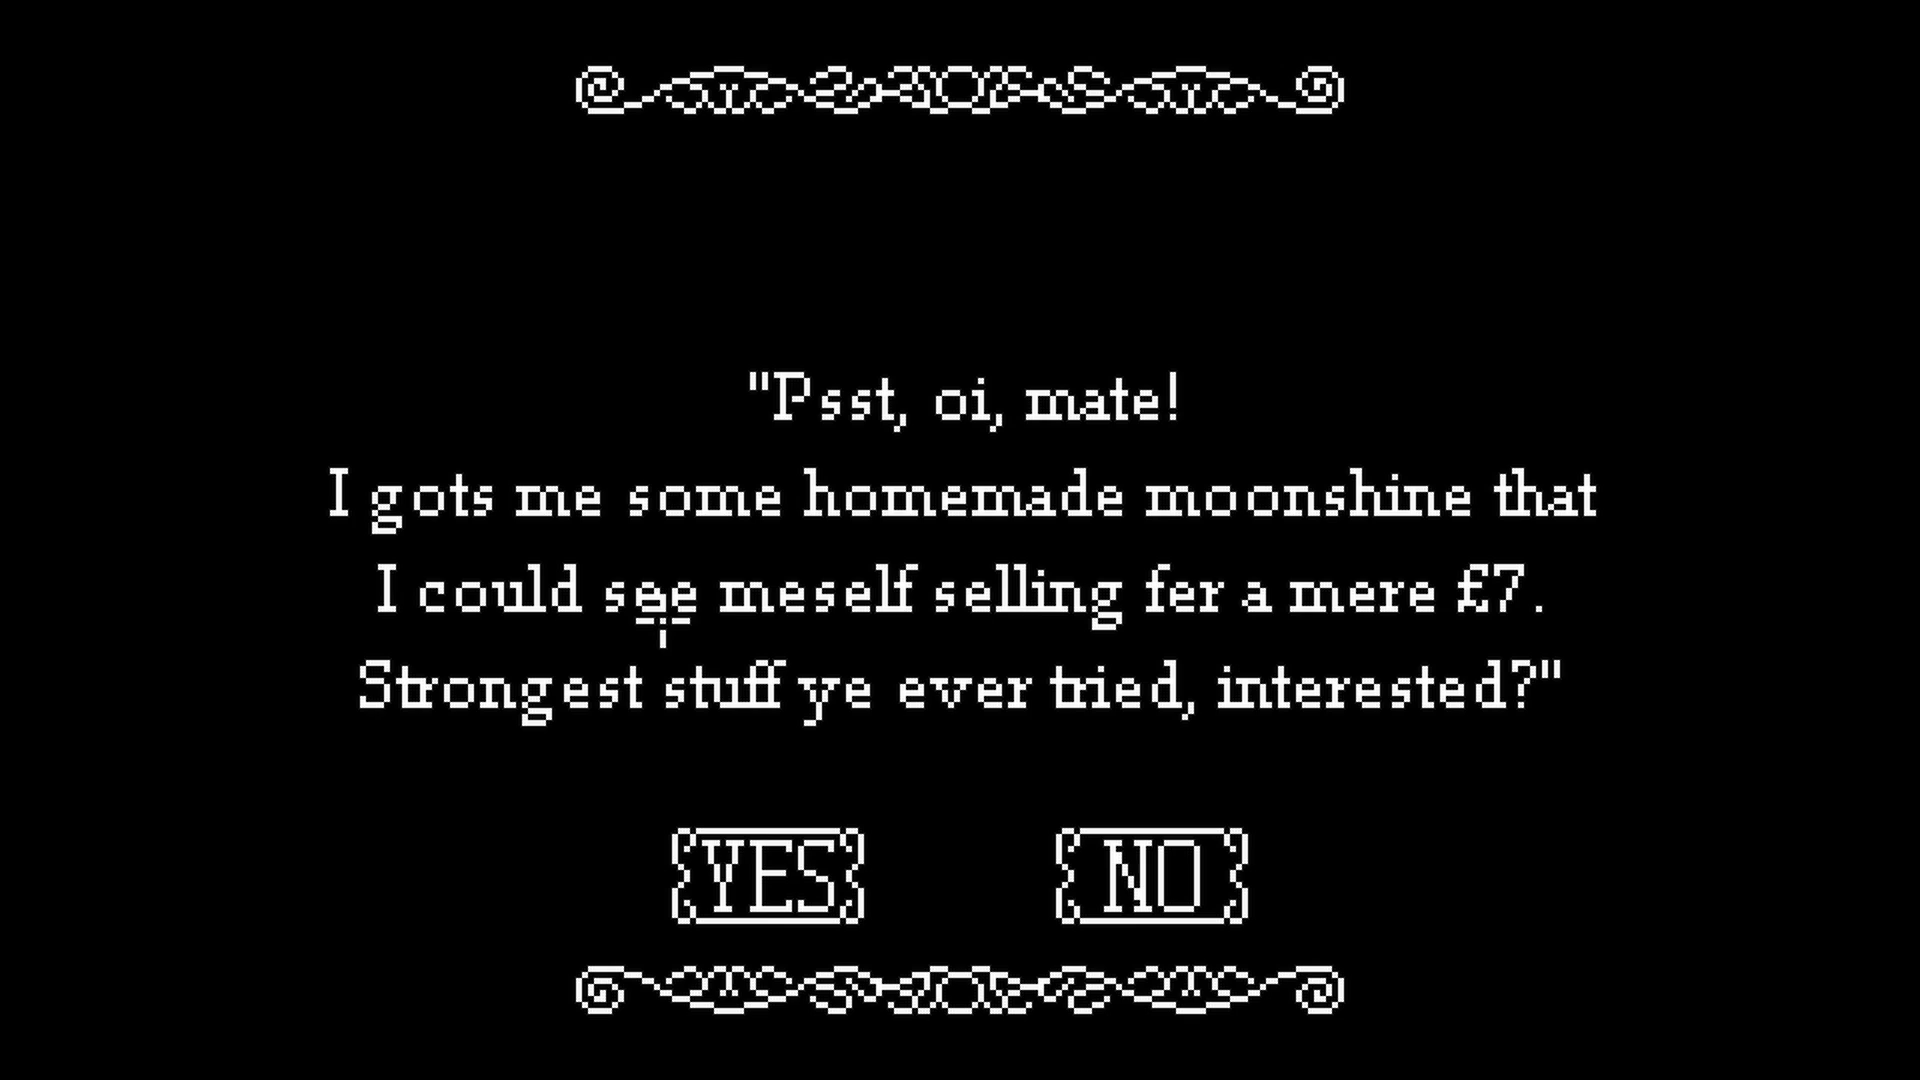 "Psst, oi, mate!
I gots me some homemade moonshine that
I could see meself selling fer a mere £7.
Strongest stuff ye ever tried, interested?"
YES NO